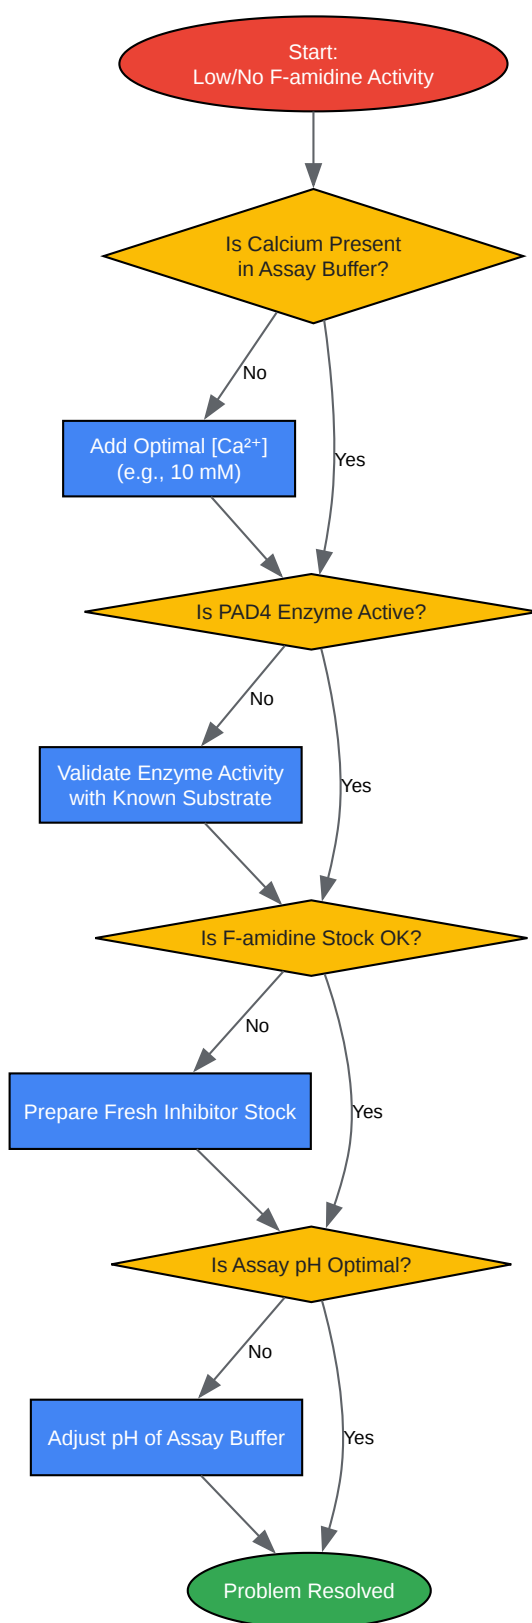 Start:
Low/No F-amidine Activity
Is Calcium Present
in Assay Buffer?
No
Add Optimal [Ca²⁺]
(e.g., 10 mM)
Yes
Is PAD4 Enzyme Active?
No
Validate Enzyme Activity
with Known Substrate
Yes
Is F-amidine Stock OK?
No
Prepare Fresh Inhibitor Stock
Yes
Is Assay pH Optimal?
No
Adjust pH of Assay Buffer
Yes
Problem Resolved